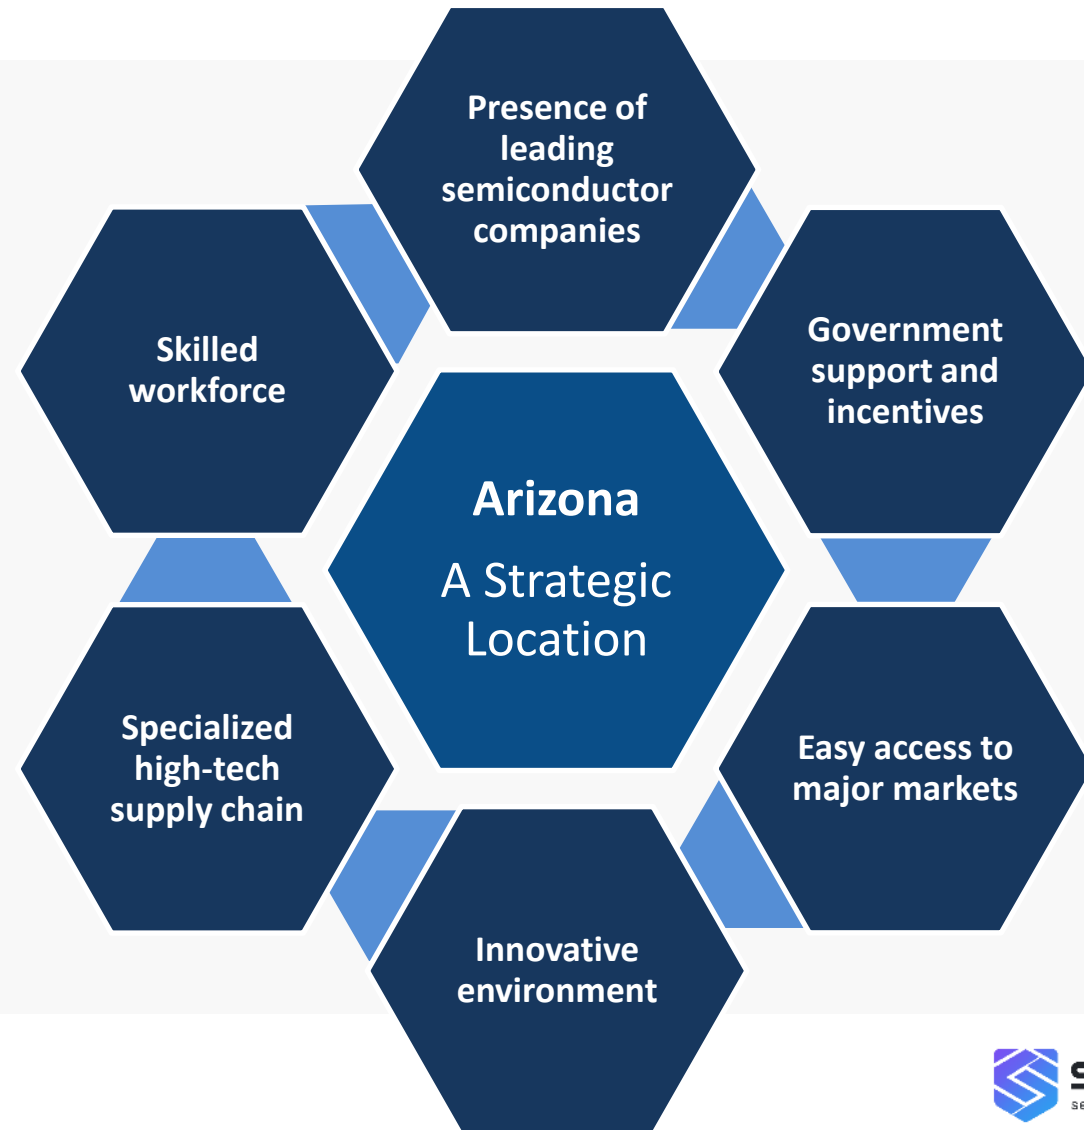 Presence of
leading
semiconductor
companies
Skilled
workforce
Government
support and
incentives
Arizona
A Strategic
Location
Specialized
high-tech
supply chain
Easy access to
major markets
Innovative
environment